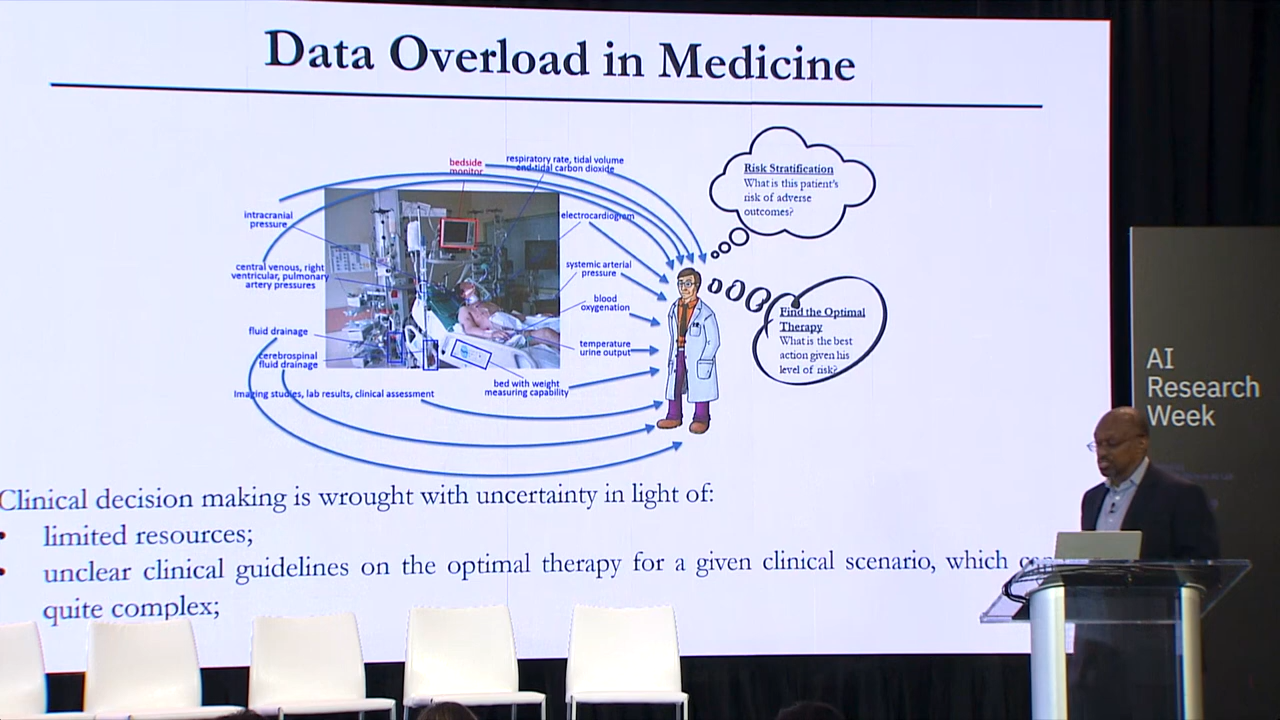 Data Overload in Medicine
bedside
monitor
respiratory rate, tidal volume
end-tidal carbon dioxide
intracranial
pressure
electrocardiogram
central venous, right
ventricular, pulmonary
artery pressures
systemic arterial
pressure
blood
oxygenation
fluid drainage
temperature
urine output
cerebrospinal
fluid drainage
bed with weight
measuring capability
Imaging studies, lab results, clinical assessment
Risk Stratification
What is this patient's
risk of adverse
outcomes?
Find the Optimal
Therapy
What is the best
action given his
level of risk?
Clinical decision making is wrought with uncertainty in light of:
• limited resources;
• unclear clinical guidelines on the optimal therapy for a given clinical scenario, which
quite complex;
AI
Research
Week